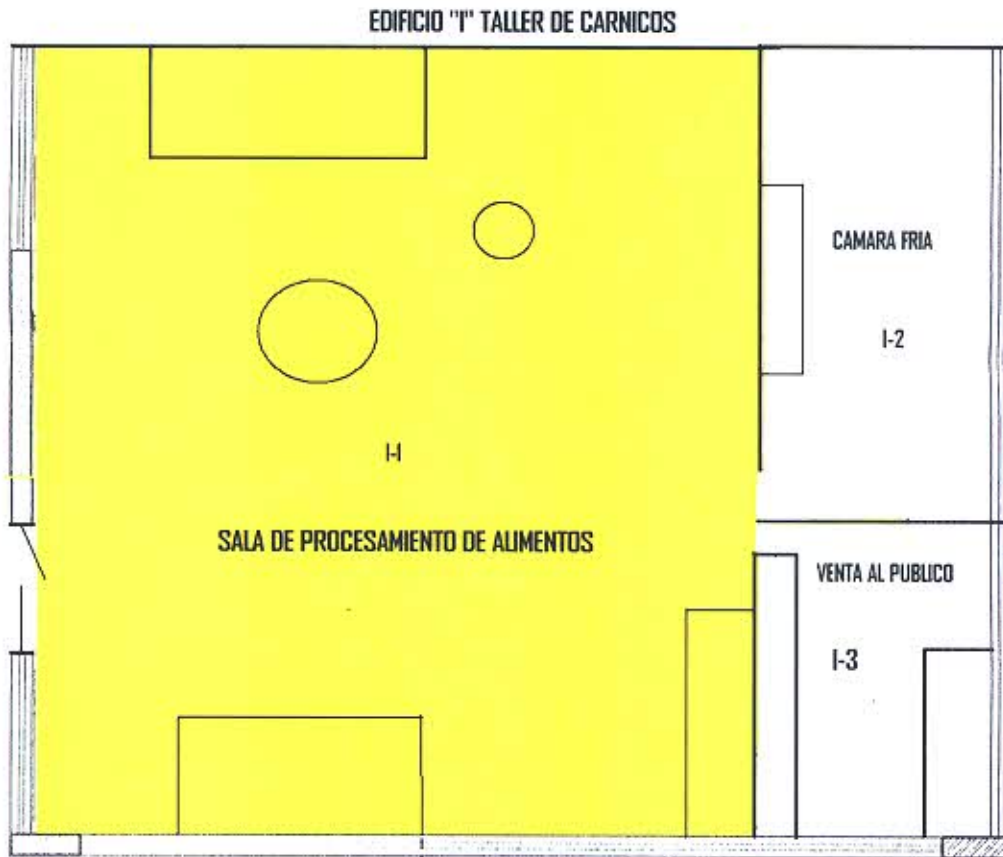 EDIFICIO "I" TALLER DE CARNICOS
CAMARA FRIA
I-2
I-1
SALA DE PROCESAMIENTO DE ALIMENTOS
VENTA AL PUBLICO
I-3